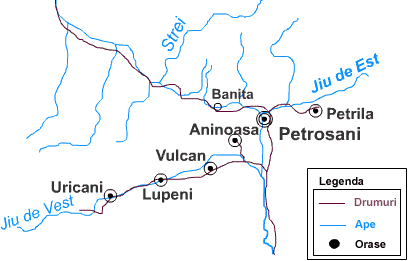 Strei
Jiu de Est
Banita
Petrila
Aninoasa
Petrosani
Vulcan
Uricani
Lupeni
Jiu de Vest
Legenda
Drumuri
Ape
Orase